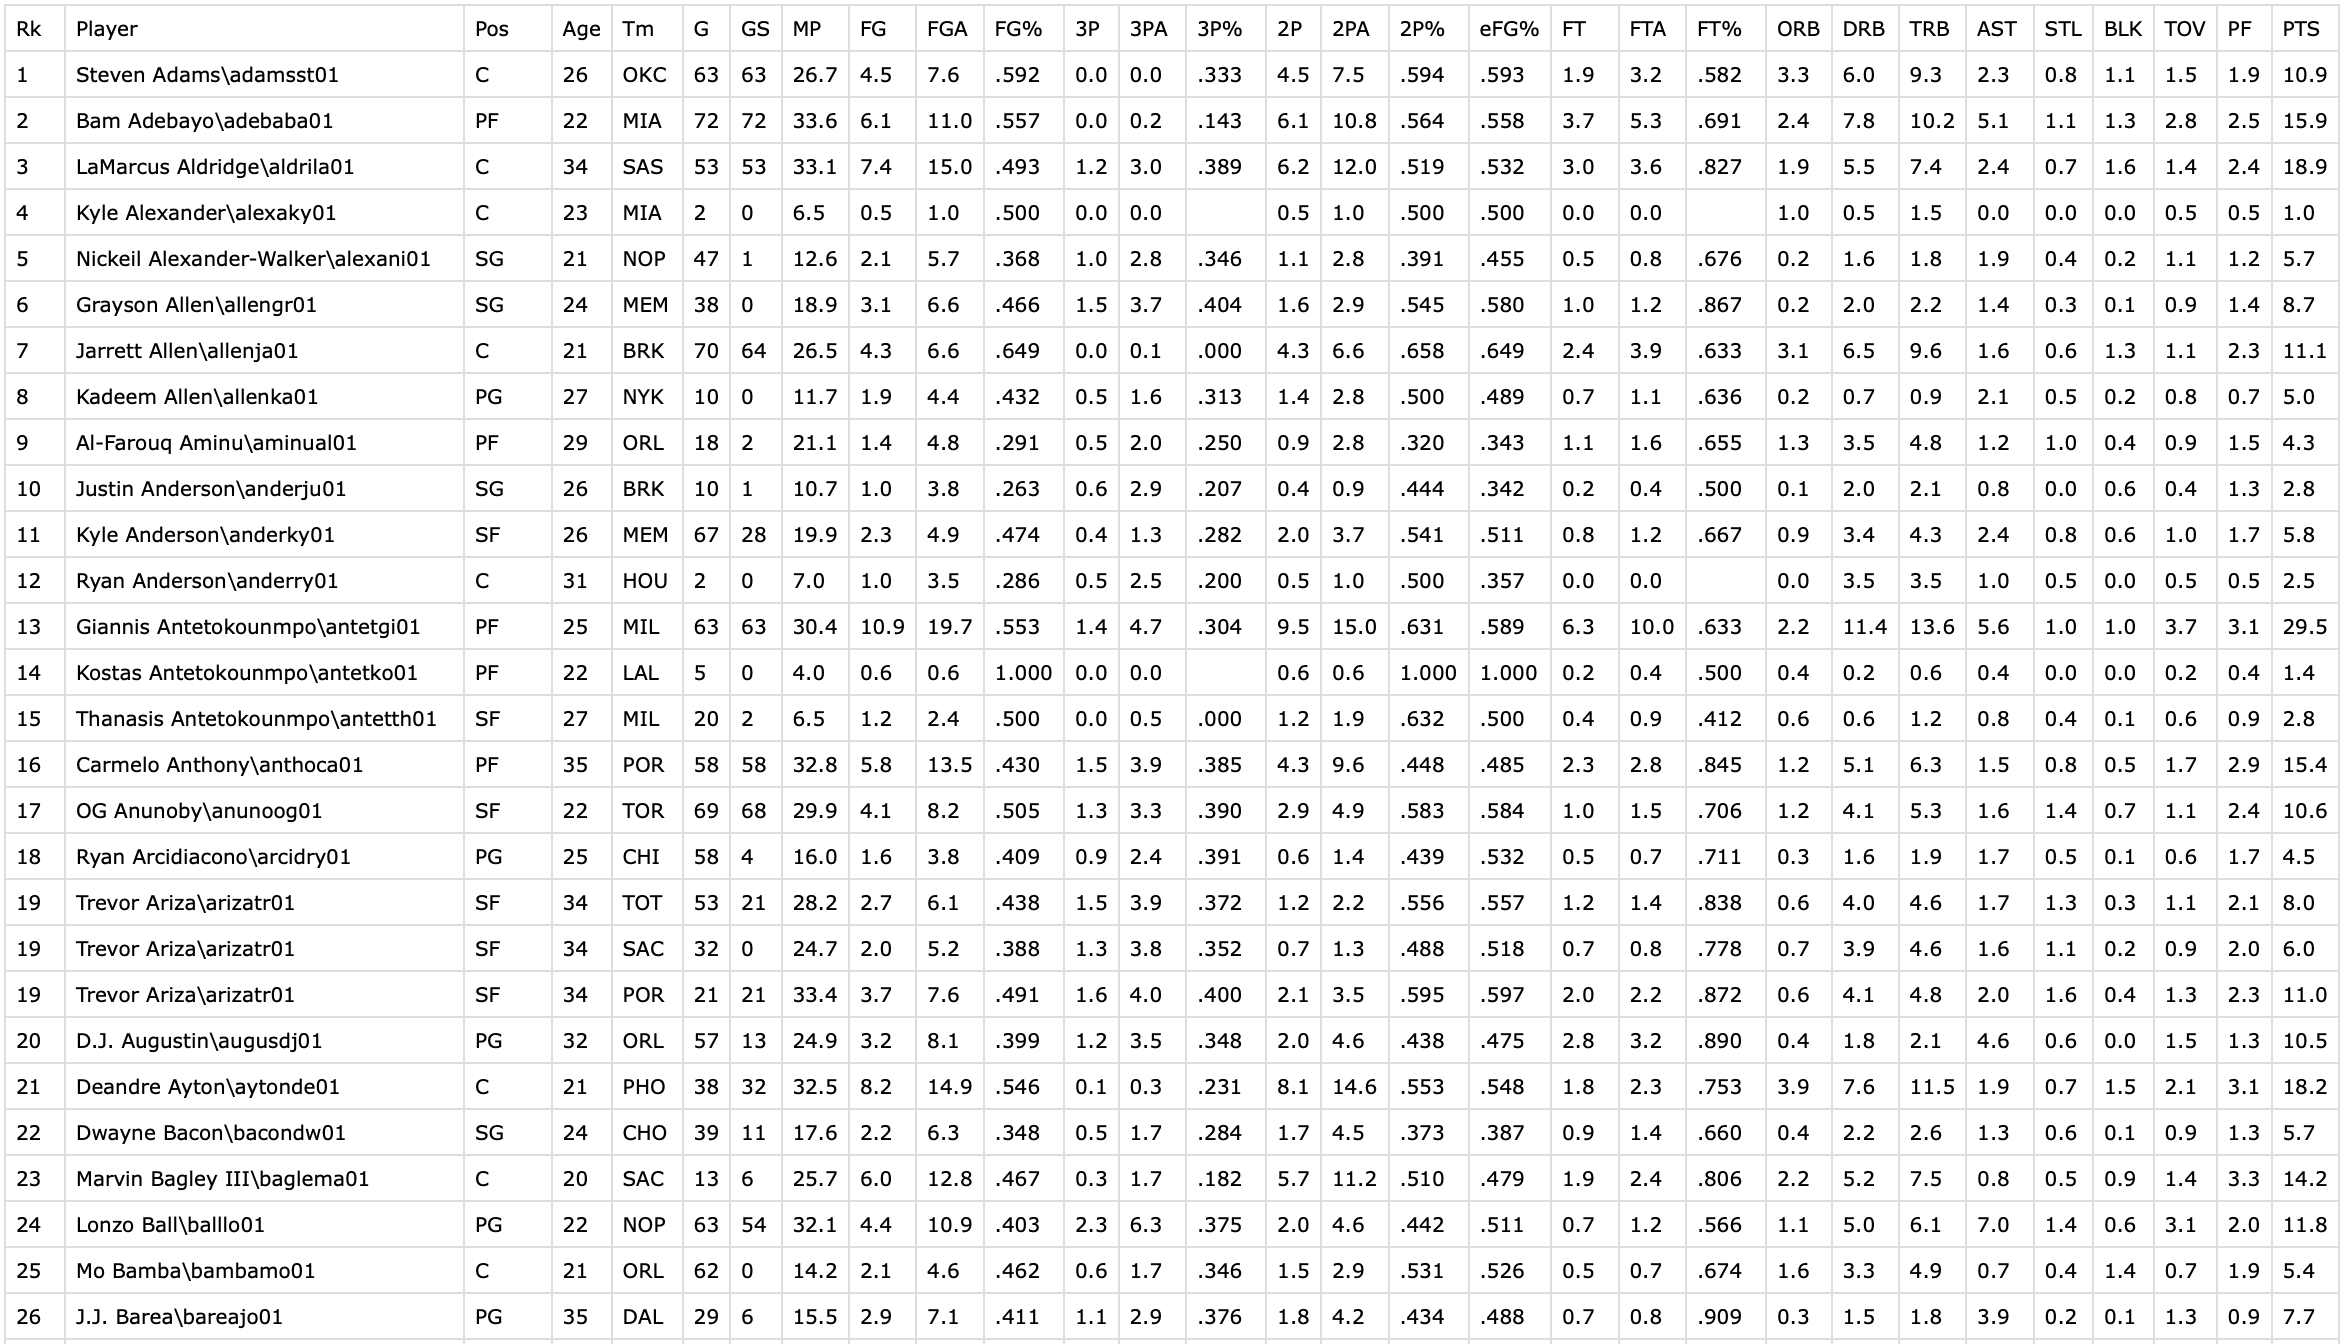 Rk Player Pos Age Tm G GS MP FG FGA FG% 3P 3PA 3P% 2P 2PA 2P% eFG% FT FTA FT% ORB DRB TRB AST STL BLK TOV PF PTS
1 Steven Adams\adamsst01 C 26 OKC 63 63 26.7 4.5 7.6 .592 0.0 0.0 .333 4.5 7.5 .594 .593 1.9 3.2 .582 3.3 6.0 9.3 2.3 0.8 1.1 1.5 1.9 10.9
2 Bam Adebayo\adebaba01 PF 22 MIA 72 72 33.6 6.1 11.0 .557 0.0 0.2 .143 6.1 10.8 .564 .558 3.7 5.3 .691 2.4 7.8 10.2 5.1 1.1 1.3 2.8 2.5 15.9
3 LaMarcus Aldridge\aldrila01 C 34 SAS 53 53 33.1 7.4 15.0 .493 1.2 3.0 .389 6.2 12.0 .519 .532 3.0 3.6 .827 1.9 5.5 7.4 2.4 0.7 1.6 1.4 2.4 18.9
4 Kyle Alexander\alexaky01 C 23 MIA 2 0 6.5 0.5 1.0 .500 0.0 0.0 0.5 1.0 .500 .500 0.0 0.0 1.0 0.5 1.5 0.0 0.0 0.0 0.5 0.5 1.0
5 Nickeil Alexander-Walker\alexani01 SG 21 NOP 47 1 12.6 2.1 5.7 .368 1.0 2.8 .346 1.1 2.8 .391 .455 0.5 0.8 .676 0.2 1.6 1.8 1.9 0.4 0.2 1.1 1.2 5.7
6 Grayson Allen\allengr01 SG 24 MEM 38 0 18.9 3.1 6.6 .466 1.5 3.7 .404 1.6 2.9 .545 .580 1.0 1.2 .867 0.2 2.0 2.2 1.4 0.3 0.1 0.9 1.4 8.7
7 Jarrett Allen\allenja01 C 21 BRK 70 64 26.5 4.3 6.6 .649 0.0 0.1 .000 4.3 6.6 .658 .649 2.4 3.9 .633 3.1 6.5 9.6 1.6 0.6 1.3 1.1 2.3 11.1
8 Kadeem Allen\allenka01 PG 27 NYK 10 0 11.7 1.9 4.4 .432 0.5 1.6 .313 1.4 2.8 .500 .489 0.7 1.1 .636 0.2 0.7 0.9 2.1 0.5 0.2 0.8 0.7 5.0
9 Al-Farouq Aminu\aminual01 PF 29 ORL 18 2 21.1 1.4 4.8 .291 0.5 2.0 .250 0.9 2.8 .320 .343 1.1 1.6 .655 1.3 3.5 4.8 1.2 1.0 0.4 0.9 1.5 4.3
10 Justin Anderson\anderju01 SG 26 BRK 10 1 10.7 1.0 3.8 .263 0.6 2.9 .207 0.4 0.9 .444 .342 0.2 0.4 .500 0.1 2.0 2.1 0.8 0.0 0.6 0.4 1.3 2.8
11 Kyle Anderson\anderky01 SF 26 MEM 67 28 19.9 2.3 4.9 .474 0.4 1.3 .282 2.0 3.7 .541 .511 0.8 1.2 .667 0.9 3.4 4.3 2.4 0.8 0.6 1.0 1.7 5.8
12 Ryan Anderson\anderry01 C 31 HOU 2 0 7.0 1.0 3.5 .286 0.5 2.5 .200 0.5 1.0 .500 .357 0.0 0.0 0.0 3.5 3.5 1.0 0.5 0.0 0.5 0.5 2.5
13 Giannis Antetokounmpo\antetgi01 PF 25 MIL 63 63 30.4 10.9 19.7 .553 1.4 4.7 .304 9.5 15.0 .631 .589 6.3 10.0 .633 2.2 11.4 13.6 5.6 1.0 1.0 3.7 3.1 29.5
14 Kostas Antetokounmpo\antetko01 PF 22 LAL 5 0 4.0 0.6 0.6 1.000 0.0 0.0 0.6 0.6 1.000 1.000 0.2 0.4 .500 0.4 0.2 0.6 0.4 0.0 0.0 0.2 0.4 1.4
15 Thanasis Antetokounmpo\antetth01 SF 27 MIL 20 2 6.5 1.2 2.4 .500 0.0 0.5 .000 1.2 1.9 .632 .500 0.4 0.9 .412 0.6 0.6 1.2 0.8 0.4 0.1 0.6 0.9 2.8
16 Carmelo Anthony\anthoca01 PF 35 POR 58 58 32.8 5.8 13.5 .430 1.5 3.9 .385 4.3 9.6 .448 .485 2.3 2.8 .845 1.2 5.1 6.3 1.5 0.8 0.5 1.7 2.9 15.4
17 OG Anunoby\anunoog01 SF 22 TOR 69 68 29.9 4.1 8.2 .505 1.3 3.3 .390 2.9 4.9 .583 .584 1.0 1.5 .706 1.2 4.1 5.3 1.6 1.4 0.7 1.1 2.4 10.6
18 Ryan Arcidiacono\arcidry01 PG 25 CHI 58 4 16.0 1.6 3.8 .409 0.9 2.4 .391 0.6 1.4 .439 .532 0.5 0.7 .711 0.3 1.6 1.9 1.7 0.5 0.1 0.6 1.7 4.5
19 Trevor Ariza\arizatr01 SF 34 TOT 53 21 28.2 2.7 6.1 .438 1.5 3.9 .372 1.2 2.2 .556 .557 1.2 1.4 .838 0.6 4.0 4.6 1.7 1.3 0.3 1.1 2.1 8.0
19 Trevor Ariza\arizatr01 SF 34 SAC 32 0 24.7 2.0 5.2 .388 1.3 3.8 .352 0.7 1.3 .488 .518 0.7 0.8 .778 0.7 3.9 4.6 1.6 1.1 0.2 0.9 2.0 6.0
19 Trevor Ariza\arizatr01 SF 34 POR 21 21 33.4 3.7 7.6 .491 1.6 4.0 .400 2.1 3.5 .595 .597 2.0 2.2 .872 0.6 4.1 4.8 2.0 1.6 0.4 1.3 2.3 11.0
20 D.J. Augustin\augusdj01 PG 32 ORL 57 13 24.9 3.2 8.1 .399 1.2 3.5 .348 2.0 4.6 .438 .475 2.8 3.2 .890 0.4 1.8 2.1 4.6 0.6 0.0 1.5 1.3 10.5
21 Deandre Ayton\aytonde01 C 21 PHO 38 32 32.5 8.2 14.9 .546 0.1 0.3 .231 8.1 14.6 .553 .548 1.8 2.3 .753 3.9 7.6 11.5 1.9 0.7 1.5 2.1 3.1 18.2
22 Dwayne Bacon\bacondw01 SG 24 CHO 39 11 17.6 2.2 6.3 .348 0.5 1.7 .284 1.7 4.5 .373 .387 0.9 1.4 .660 0.4 2.2 2.6 1.3 0.6 0.1 0.9 1.3 5.7
23 Marvin Bagley III\baglema01 C 20 SAC 13 6 25.7 6.0 12.8 .467 0.3 1.7 .182 5.7 11.2 .510 .479 1.9 2.4 .806 2.2 5.2 7.5 0.8 0.5 0.9 1.4 3.3 14.2
24 Lonzo Ball\balllo01 PG 22 NOP 63 54 32.1 4.4 10.9 .403 2.3 6.3 .375 2.0 4.6 .442 .511 0.7 1.2 .566 1.1 5.0 6.1 7.0 1.4 0.6 3.1 2.0 11.8
25 Mo Bamba\bambamo01 C 21 ORL 62 0 14.2 2.1 4.6 .462 0.6 1.7 .346 1.5 2.9 .531 .526 0.5 0.7 .674 1.6 3.3 4.9 0.7 0.4 1.4 0.7 1.9 5.4
26 J.J. Barea\bareajo01 PG 35 DAL 29 6 15.5 2.9 7.1 .411 1.1 2.9 .376 1.8 4.2 .434 .488 0.7 0.8 .909 0.3 1.5 1.8 3.9 0.2 0.1 1.3 0.9 7.7